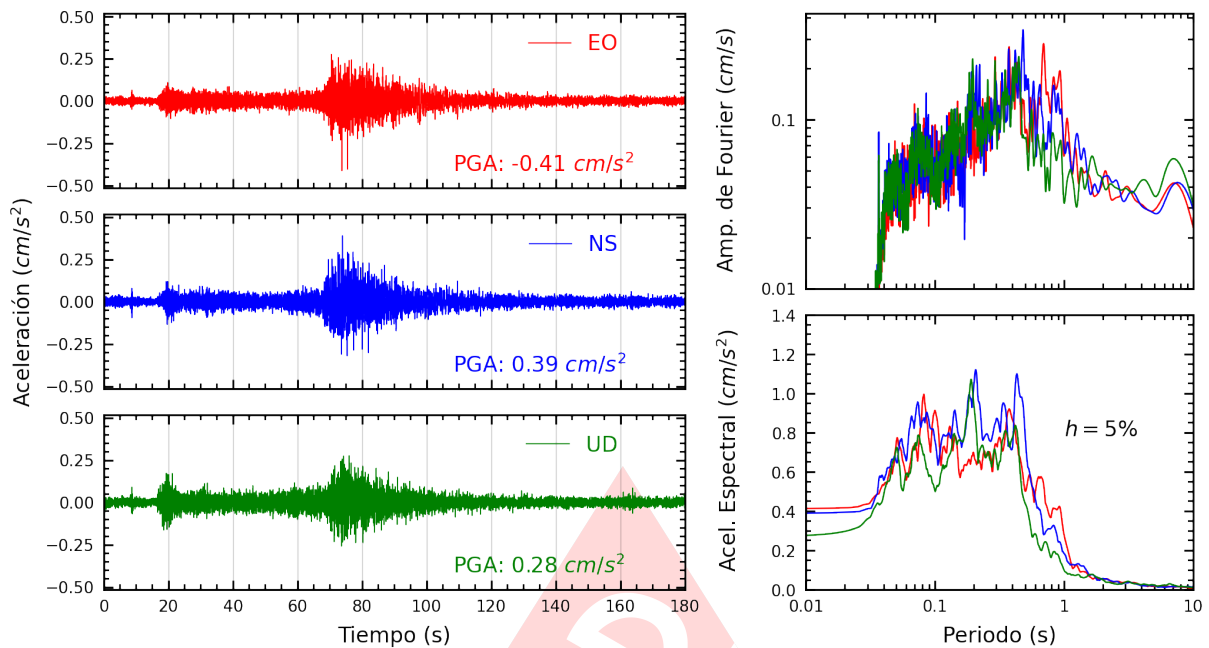 Aceleración (cm/s²)
0.50
0.25
0.00
−0.25
−0.50
EO
PGA: -0.41 cm/s²
0.50
0.25
0.00
−0.25
−0.50
NS
PGA: 0.39 cm/s²
0.50
0.25
0.00
−0.25
−0.50
UD
PGA: 0.28 cm/s²
0 20 40 60 80 100 120 140 160 180
Tiempo (s)
Amp. de Fourier (cm/s)
0.1
0.01
Acel. Espectral (cm/s²)
1.4
1.2
1.0
0.8
0.6
0.4
0.2
0.0
h = 5%
0.01 0.1 1 10
Periodo (s)